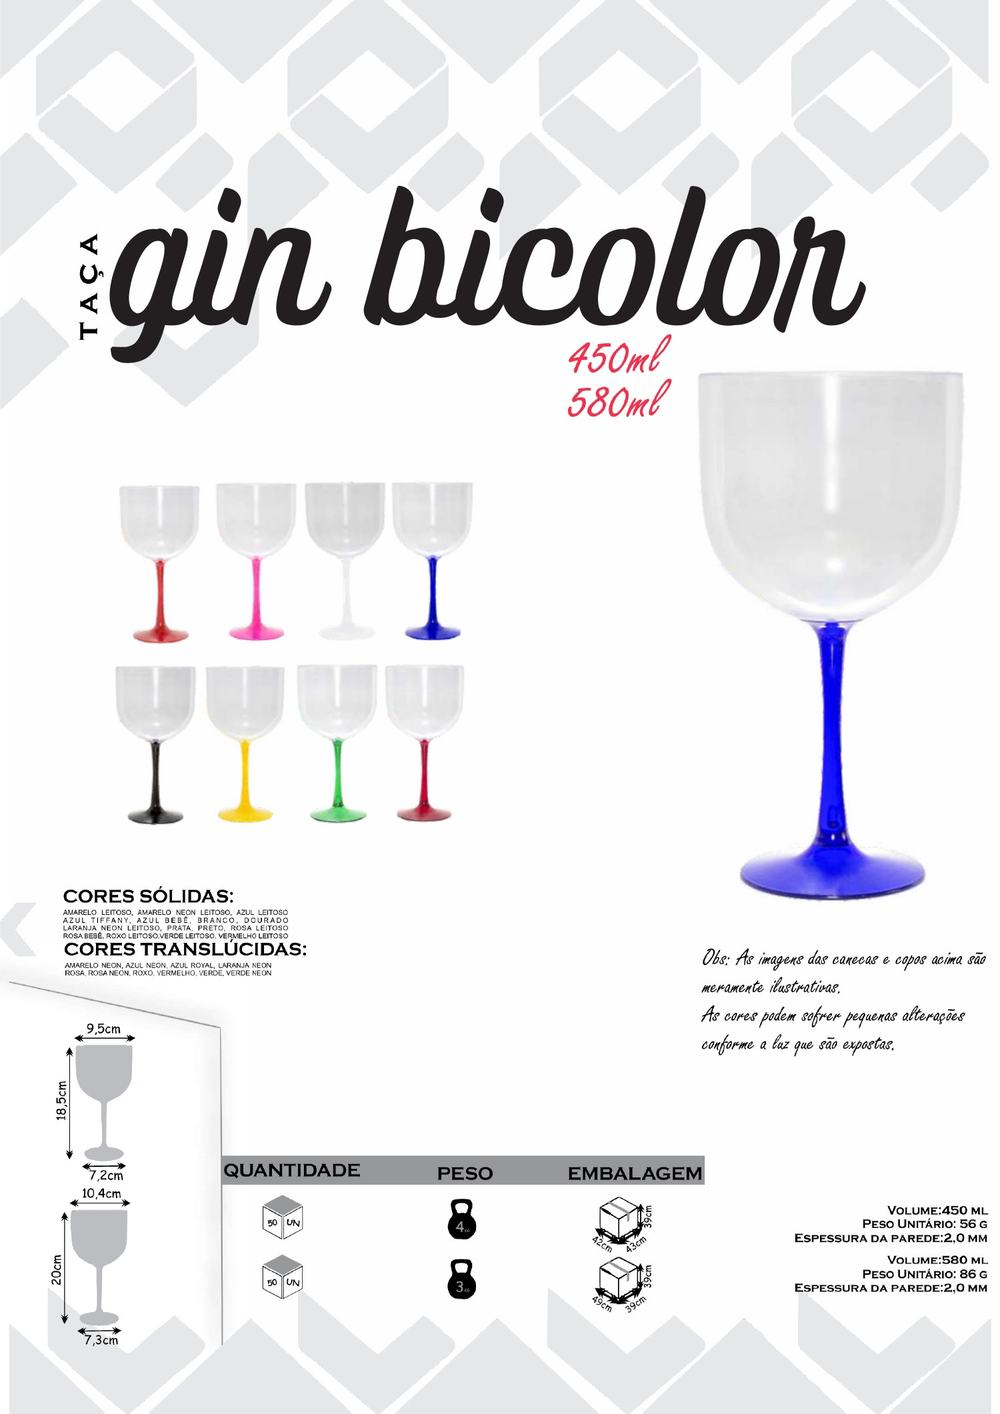 TAÇA
gin bicolor
450ml
580ml
CORES SÓLIDAS:
AMARELO LEITOSO, AMARELO NEON LEITOSO, AZUL LEITOSO
AZUL TIFFANY, AZUL BEBÊ, BRANCO, DOURADO
LARANJA NEON LEITOSO, PRATA, PRETO, ROSA LEITOSO
ROSA BEBÊ, ROXO LEITOSO,VERDE LEITOSO, VERMELHO LEITOSO
CORES TRANSLÚCIDAS:
AMARELO NEON, AZUL NEON, AZUL ROYAL, LARANJA NEON
ROSA, ROSA NEON, ROXO, VERMELHO, VERDE, VERDE NEON
Obs: As imagens das canecas e copos acima são
meramente ilustrativas.
As cores podem sofrer pequenas alterações
conforme a luz que são expostas.
9,5cm
18,5cm
7,2cm
10,4cm
20cm
7,3cm
QUANTIDADE PESO EMBALAGEM
50 UN
4KG
39cm
42cm 43cm
50 UN
3KG
39cm
49cm 39cm
VOLUME:450 ML
PESO UNITÁRIO: 56 G
ESPESSURA DA PAREDE:2,0 MM
VOLUME:580 ML
PESO UNITÁRIO: 86 G
ESPESSURA DA PAREDE:2,0 MM